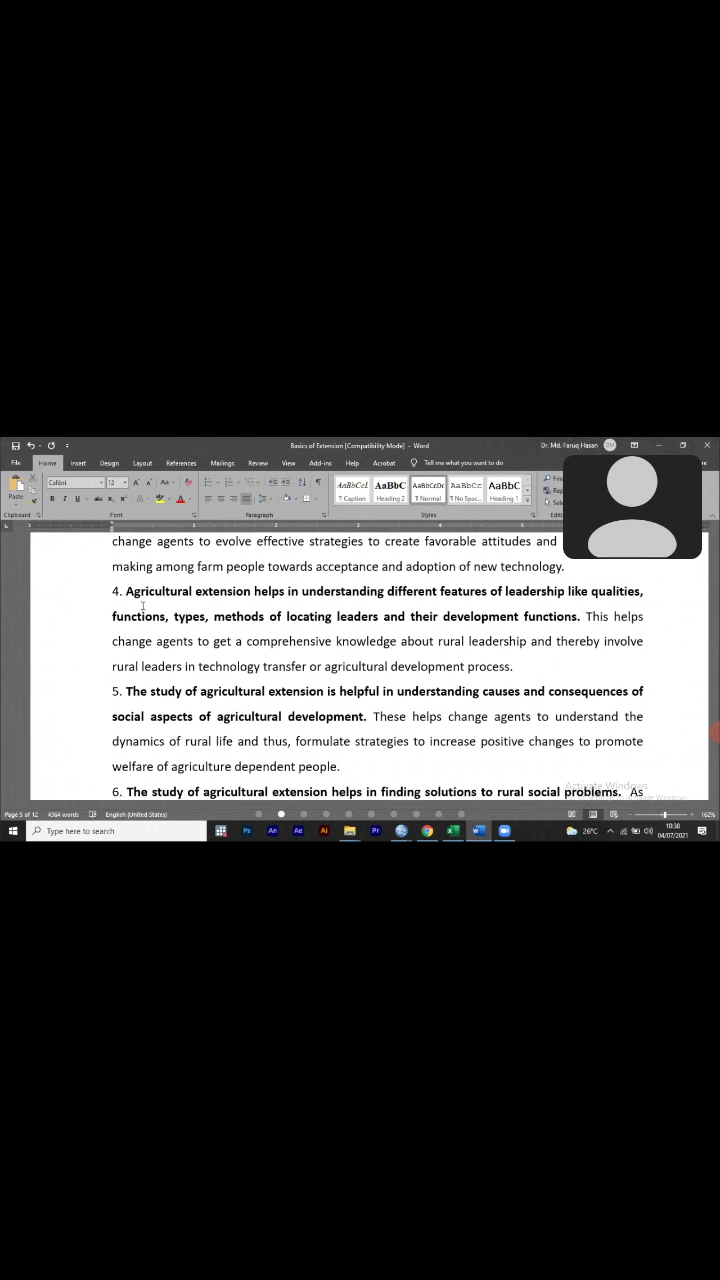 Basics of Extension [Compatibility Mode] - Word
Dr. Md. Faruq Hasan
DM
File Home Insert Design Layout References Mailings Review View Add-ins Help Acrobat Tell me what you want to do
Paste
Calibri 12
AaBbCcI AaBbC AaBbCcDc AaBbCc AaBbC
¶ Caption Heading 2 ¶ Normal ¶ No Spac... Heading 1
Clipboard Font Paragraph Styles
change agents to evolve effective strategies to create favorable attitudes and
making among farm people towards acceptance and adoption of new technology.
4. Agricultural extension helps in understanding different features of leadership like qualities,
functions, types, methods of locating leaders and their development functions. This helps
change agents to get a comprehensive knowledge about rural leadership and thereby involve
rural leaders in technology transfer or agricultural development process.
5. The study of agricultural extension is helpful in understanding causes and consequences of
social aspects of agricultural development. These helps change agents to understand the
dynamics of rural life and thus, formulate strategies to increase positive changes to promote
welfare of agriculture dependent people.
Activate Windows
6. The study of agricultural extension helps in finding solutions to rural social problems. As
Page 5 of 12 4364 words English (United States) 162%
Type here to search
Ps An Ae Ai Pr
26°C
10:38
04/07/2021